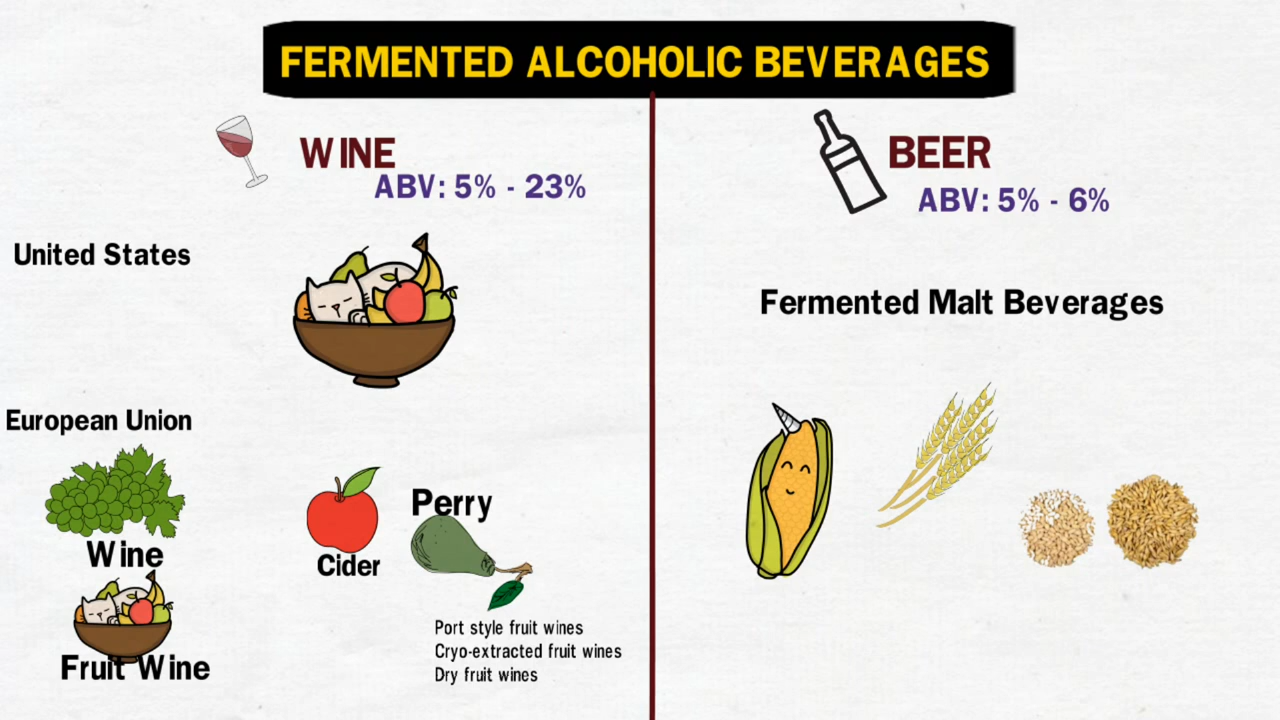 FERMENTED ALCOHOLIC BEVERAGES
WINE
ABV: 5% - 23%
United States
European Union
Wine
Fruit Wine
Cider
Perry
Port style fruit wines
Cryo-extracted fruit wines
Dry fruit wines
BEER
ABV: 5% - 6%
Fermented Malt Beverages